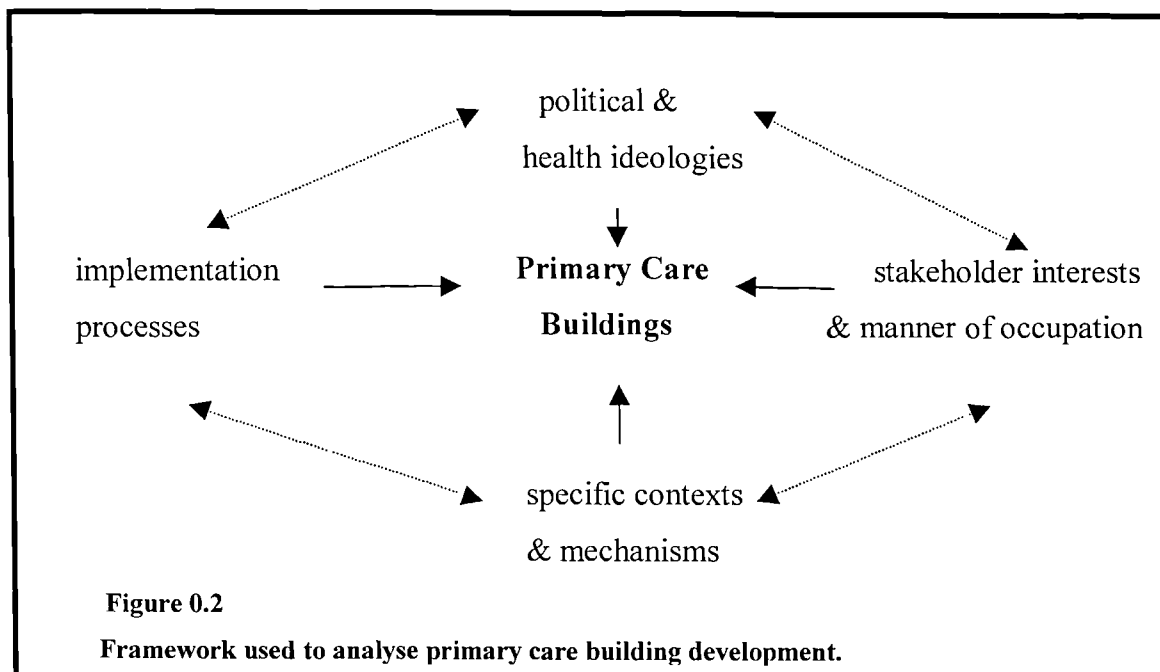 political &
health ideologies
implementation
processes
Primary Care
Buildings
stakeholder interests
& manner of occupation
specific contexts
& mechanisms
Figure 0.2
Framework used to analyse primary care building development.